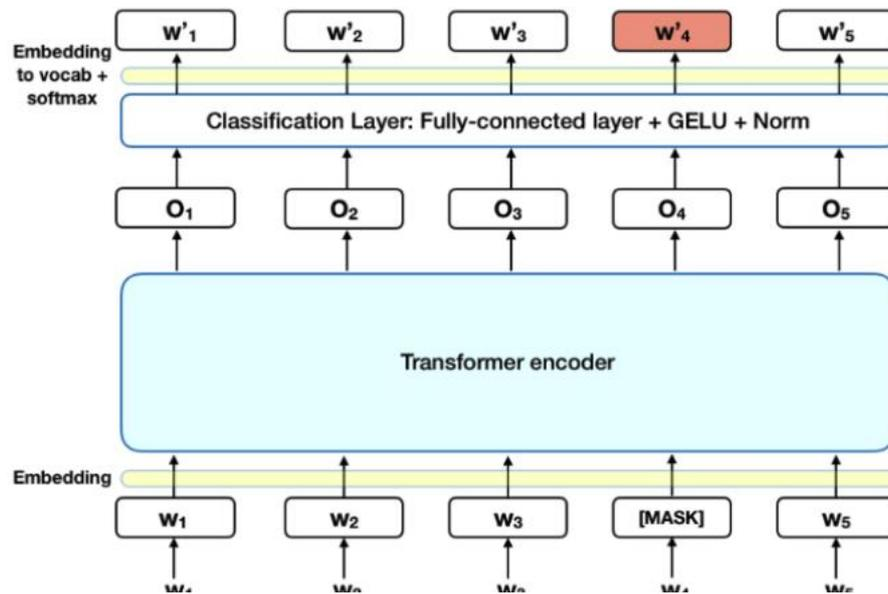 w'₁ w'₂ w'₃ w'₄ w'₅
Embedding
to vocab +
softmax
Classification Layer: Fully-connected layer + GELU + Norm
O₁ O₂ O₃ O₄ O₅
Transformer encoder
Embedding
w₁ w₂ w₃ [MASK] w₅